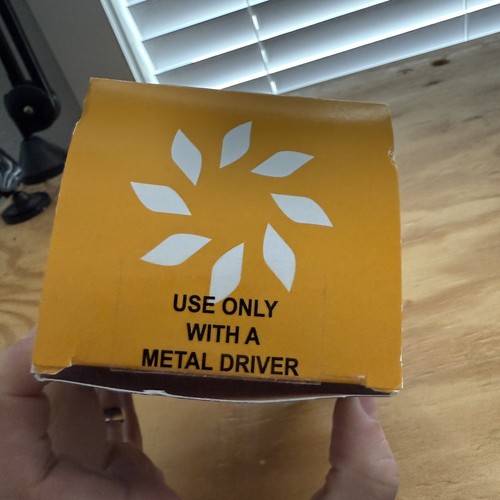 USE ONLY
WITH A
METAL DRIVER